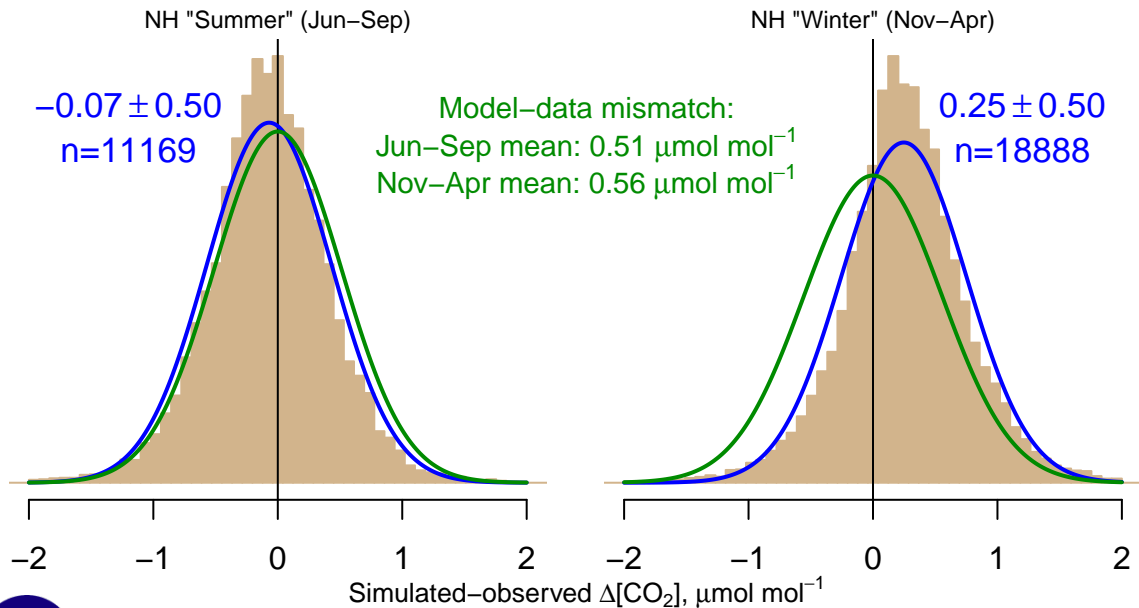 NH "Summer" (Jun−Sep)
NH "Winter" (Nov−Apr)
−0.07 ± 0.50
n=11169
Model−data mismatch:
Jun−Sep mean: 0.51 μmol mol⁻¹
Nov−Apr mean: 0.56 μmol mol⁻¹
0.25 ± 0.50
n=18888
−2 −1 0 1 2
−2 −1 0 1 2
Simulated−observed Δ[CO₂], μmol mol⁻¹